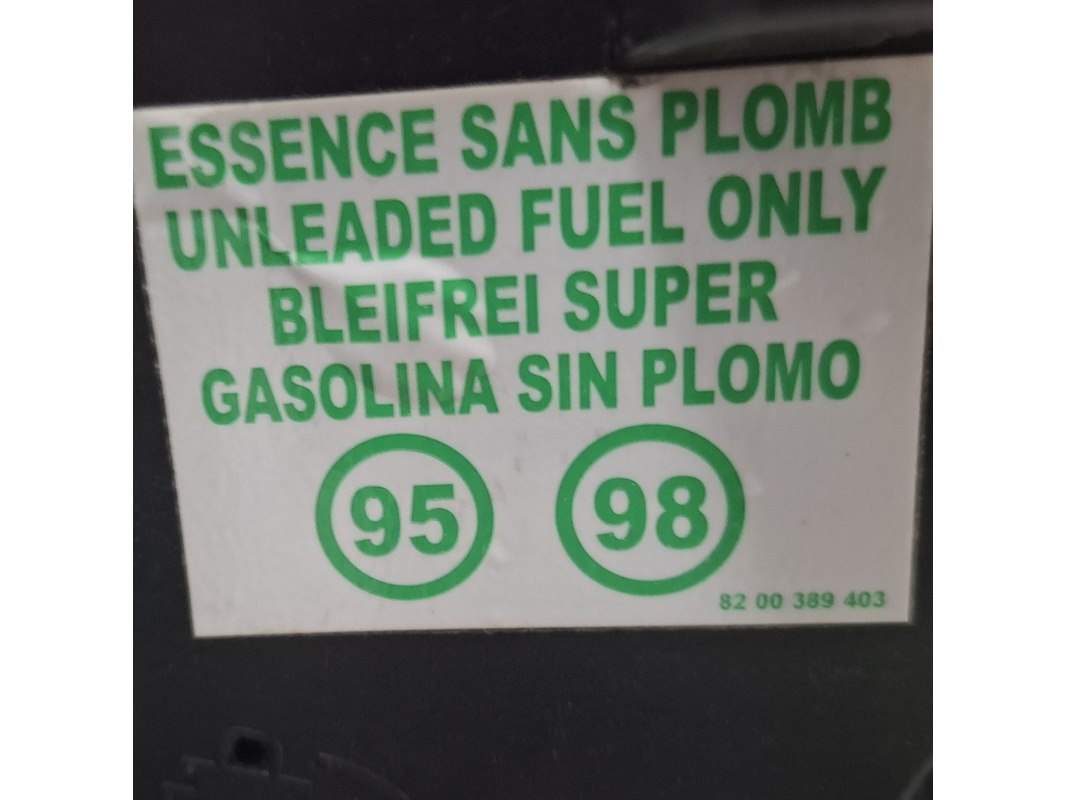 ESSENCE SANS PLOMB
UNLEADED FUEL ONLY
BLEIFREI SUPER
GASOLINA SIN PLOMO
95 98
82 00 389 403